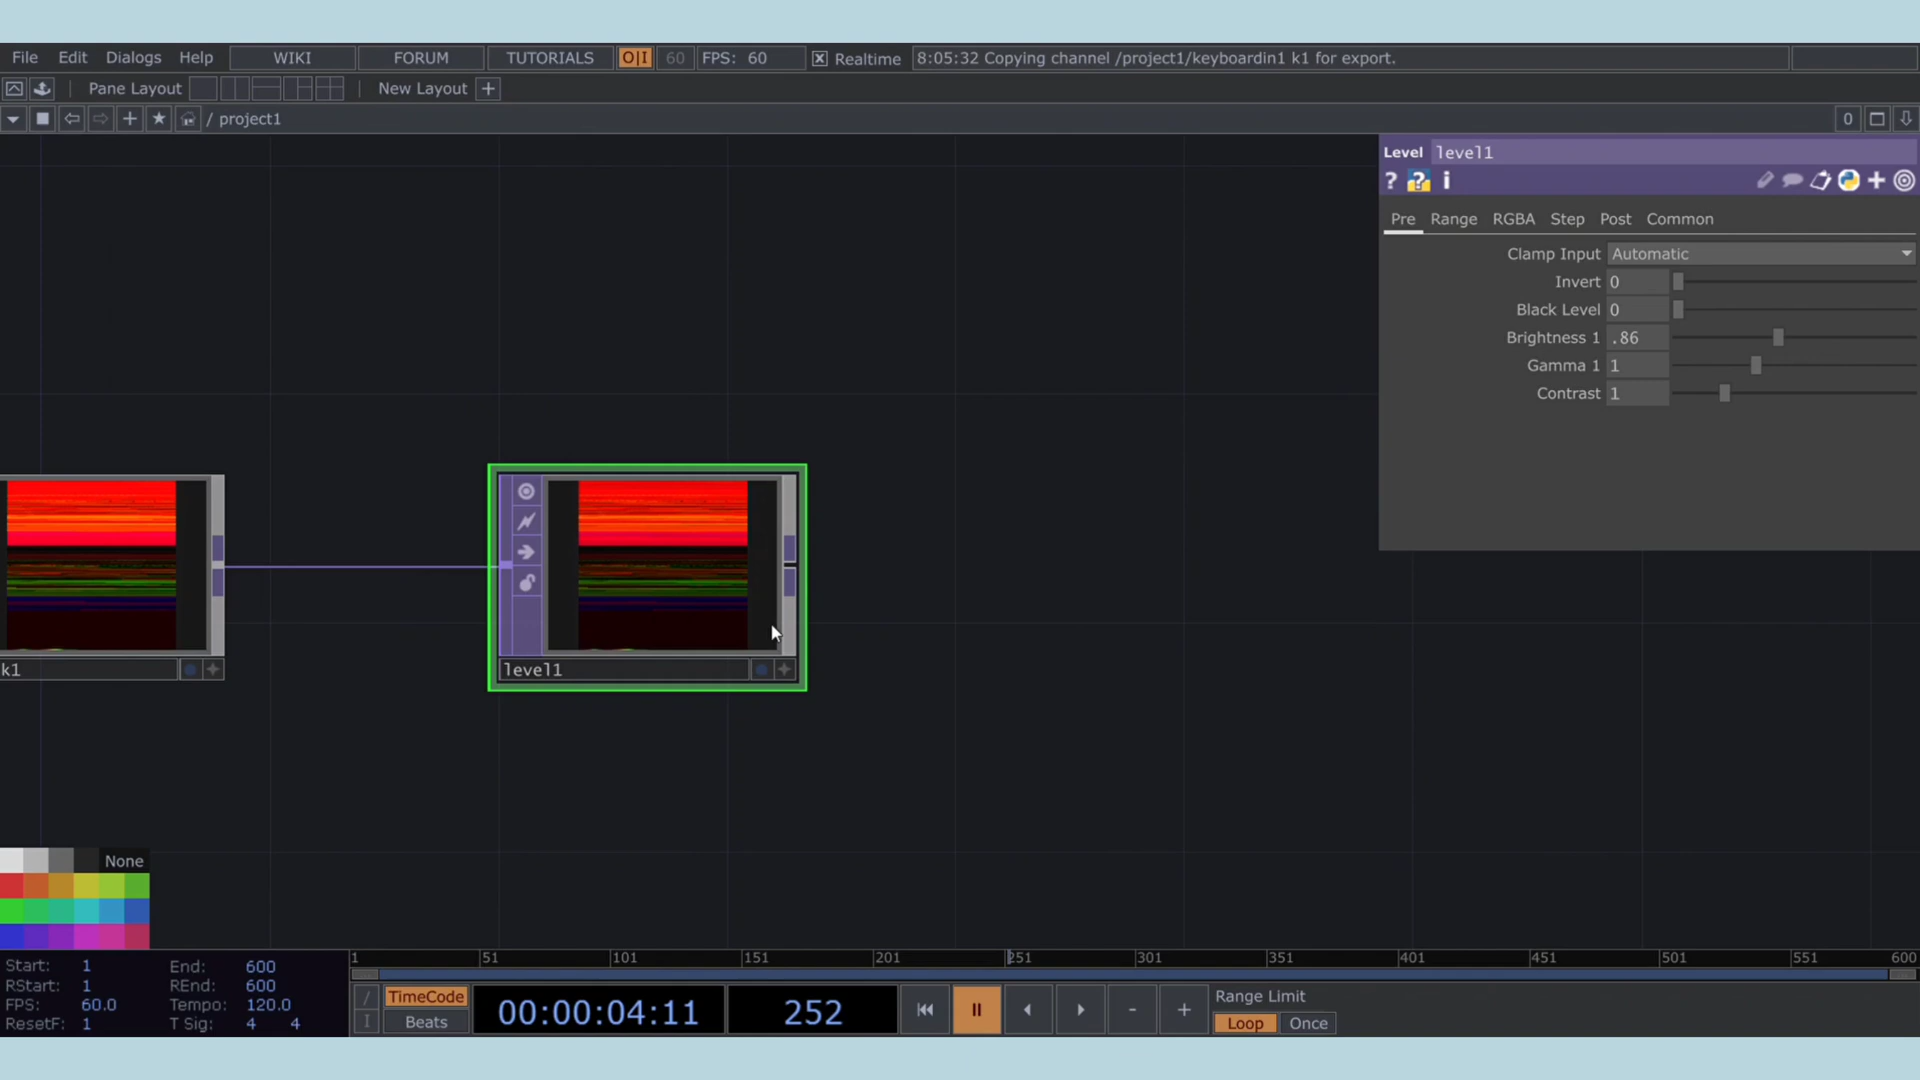 File Edit Dialogs Help WIKI FORUM TUTORIALS O|I 60 FPS: 60 Realtime 8:05:32 Copying channel /project1/keyboardin1 k1 for export.
Pane Layout New Layout +
/ project1 0
Level level1
? ? i
Pre Range RGBA Step Post Common
Clamp Input Automatic
Invert 0
Black Level 0
Brightness 1 .86
Gamma 1 1
Contrast 1
k1
level1
None
1 51 101 151 201 251 301 351 401 451 501 551 600
Start: 1 End: 600
RStart: 1 REnd: 600
FPS: 60.0 Tempo: 120.0
ResetF: 1 T Sig: 4 4
TimeCode
Beats
00:00:04:11 252
- +
Range Limit
Loop Once